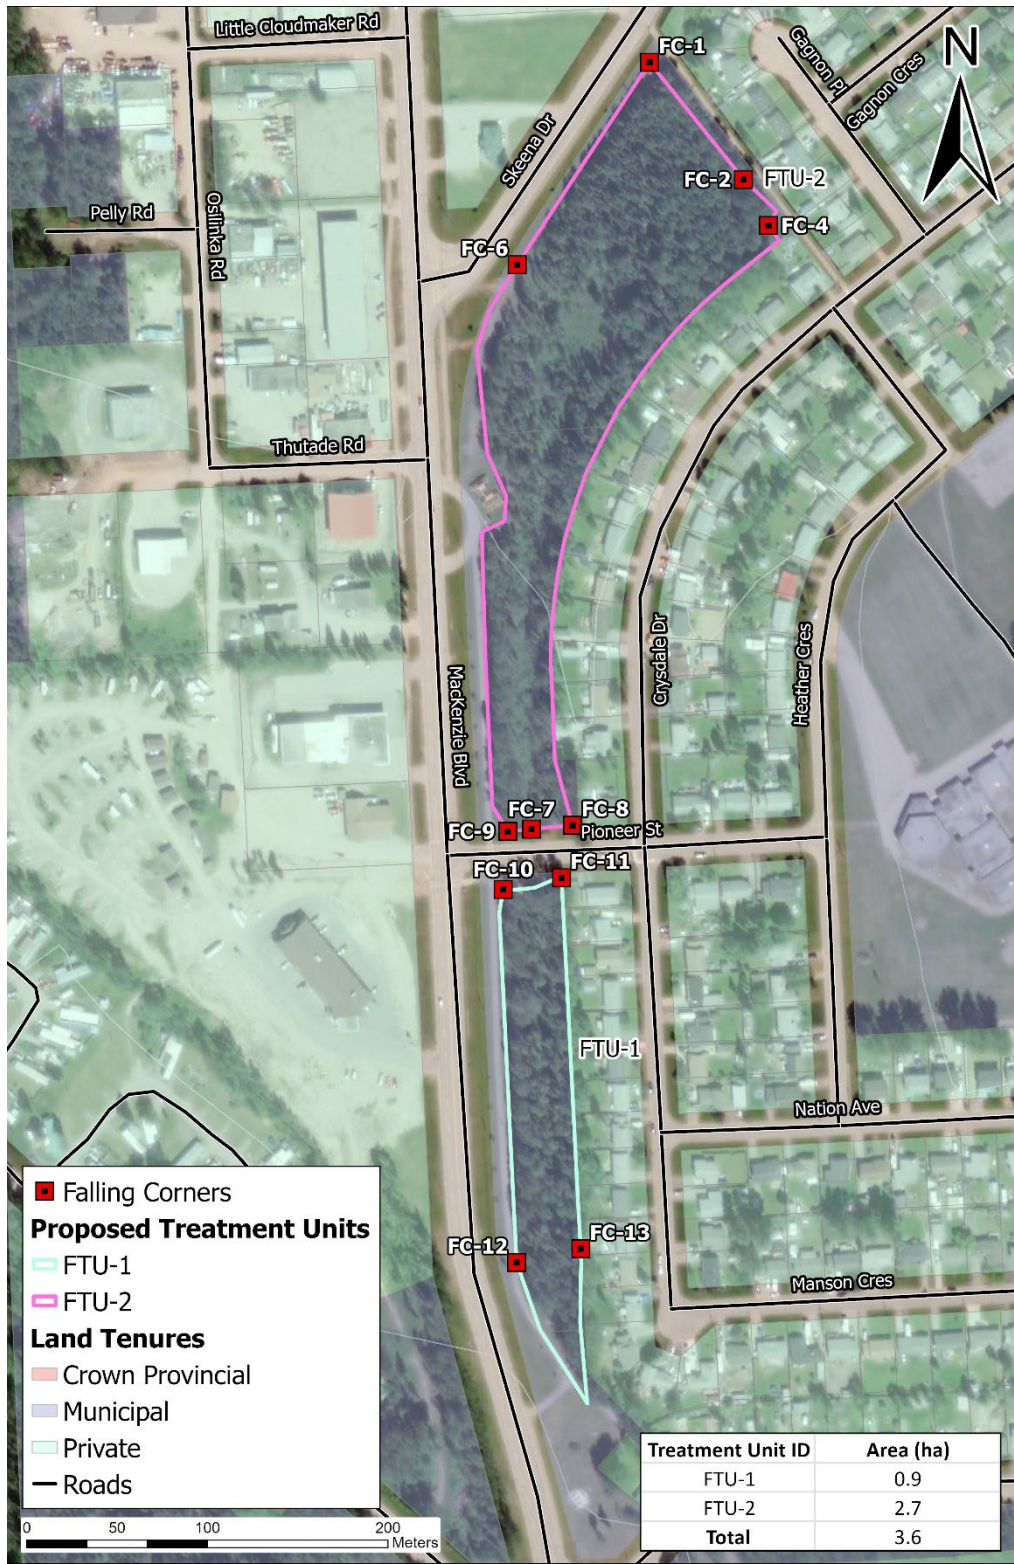 Little Cloudmaker Rd
FC-1
Gagnon Pl
N
Gagnon Cres
Skeena Dr
FC-2
FTU-2
Pelly Rd
Osilinka Rd
FC-4
FC-6
Thutade Rd
Crysdale Dr
Heather Cres
MacKenzie Blvd
FC-7
FC-8
FC-9
Pioneer St
FC-10
FC-11
FTU-1
Nation Ave
FC-12
FC-13
Manson Cres
Falling Corners
Proposed Treatment Units
FTU-1
FTU-2
Land Tenures
Crown Provincial
Municipal
Private
Roads
0 50 100 200
Meters
Treatment Unit ID Area (ha)
FTU-1 0.9
FTU-2 2.7
Total 3.6